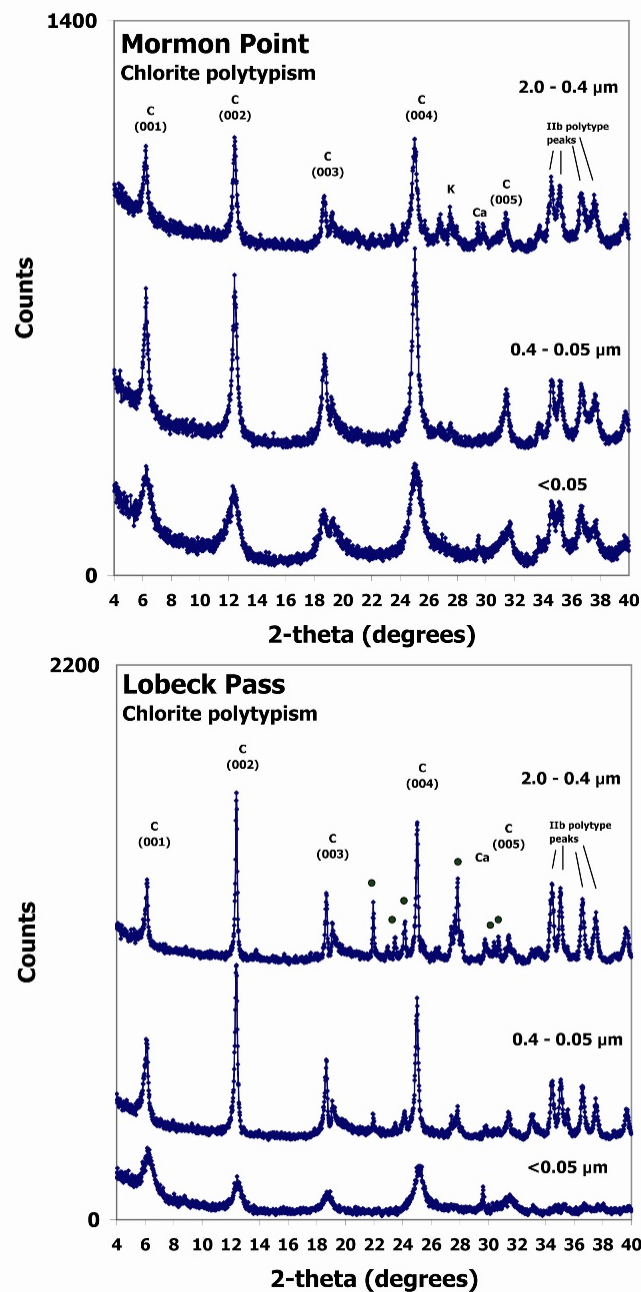 1400
Mormon Point
Chlorite polytypism
2.0 - 0.4 µm
C
(001)
C
(002)
C
(003)
C
(004)
K
Ca
C
(005)
IIb polytype
peaks
Counts
0.4 - 0.05 µm
<0.05
0
4 6 8 10 12 14 16 18 20 22 24 26 28 30 32 34 36 38 40
2-theta (degrees)
2200
Lobeck Pass
Chlorite polytypism
C
(002)
C
(004)
2.0 - 0.4 µm
C
(001)
C
(003)
Ca
C
(005)
IIb polytype
peaks
Counts
0.4 - 0.05 µm
<0.05 µm
0
4 6 8 10 12 14 16 18 20 22 24 26 28 30 32 34 36 38 40
2-theta (degrees)